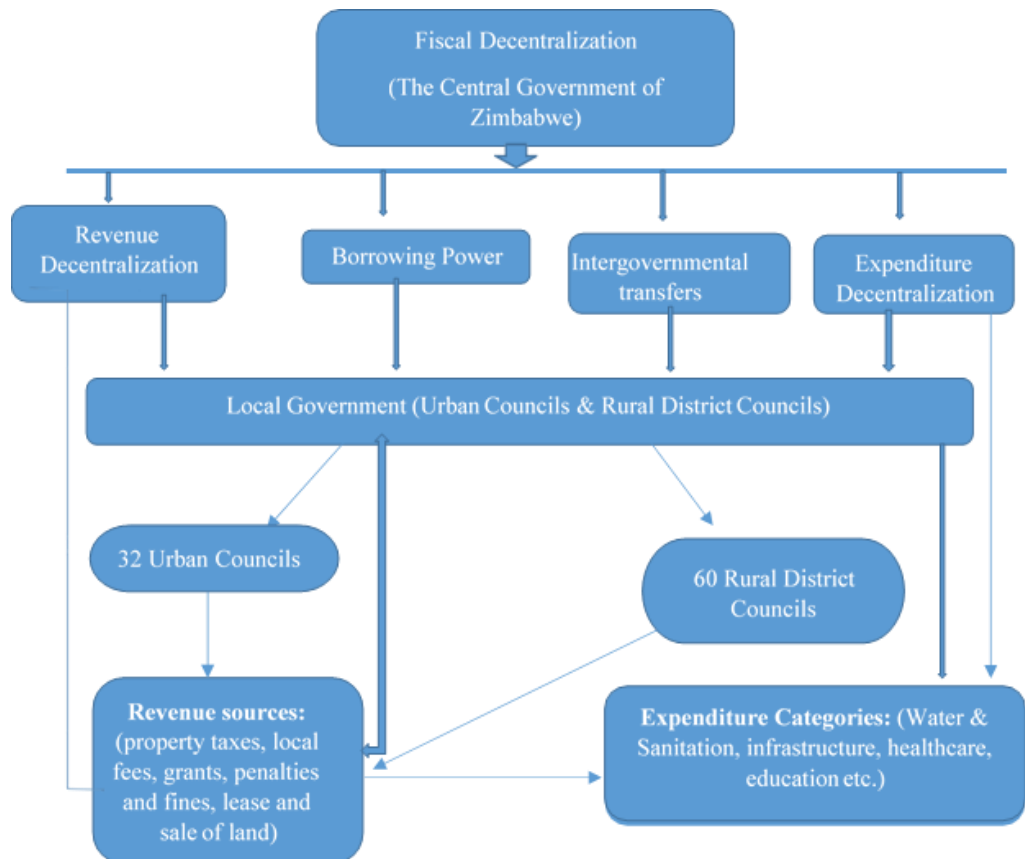 Fiscal Decentralization
(The Central Government of
Zimbabwe)
Revenue
Decentralization
Borrowing Power
Intergovernmental
transfers
Expenditure
Decentralization
Local Government (Urban Councils & Rural District Councils)
32 Urban Councils
60 Rural District
Councils
Revenue sources:
(property taxes, local
fees, grants, penalties
and fines, lease and
sale of land)
Expenditure Categories: (Water &
Sanitation, infrastructure, healthcare,
education etc.)